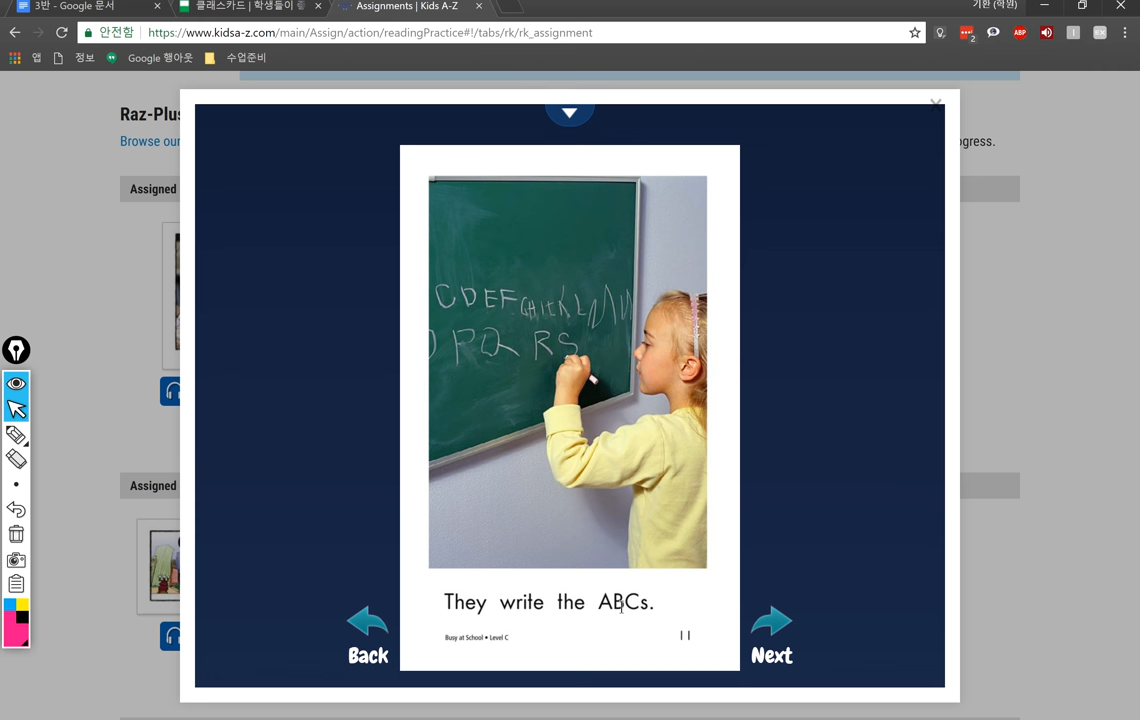 3반 - Google 문서
클래스카드 | 학생들이 좋
Assignments | Kids A-Z
기환 (학원)
안전함
https://www.kidsa-z.com/main/Assign/action/readingPractice#!/tabs/rk/rk_assignment
ABP
2
앱
정보
Google 행아웃
수업준비
Raz-Plus
Browse our
ogress.
Assigned
C D E F G H I J K L M N
O P Q R S
They write the ABCs.
Busy at School • Level C
11
Back
Next
Assigned